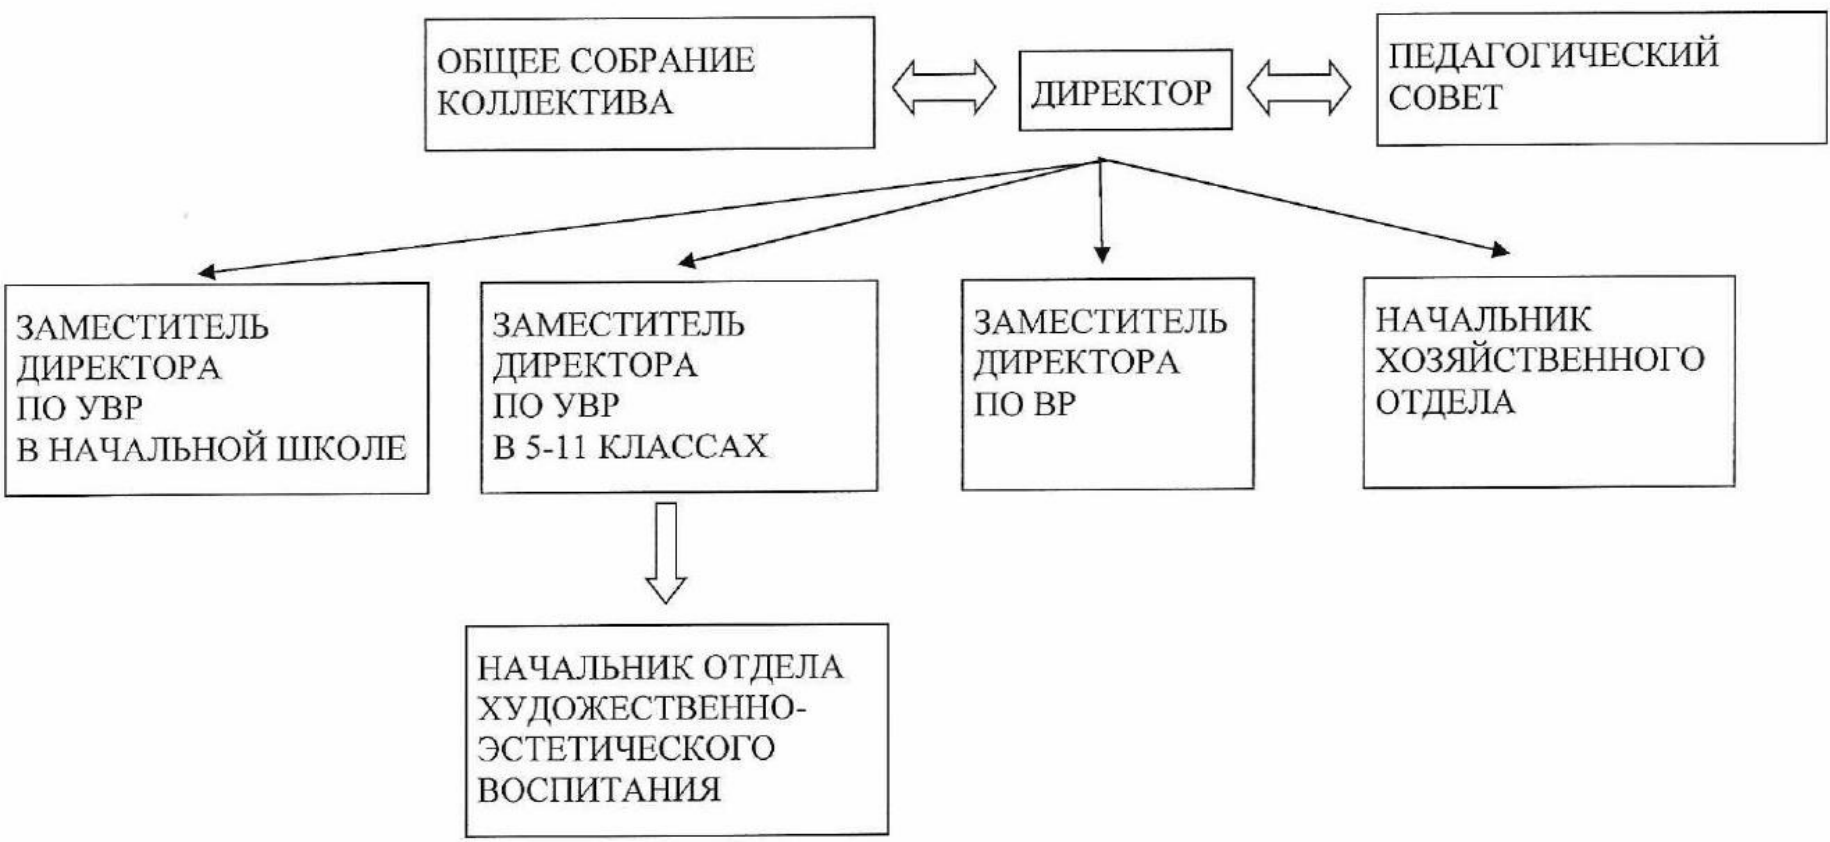 ОБЩЕЕ СОБРАНИЕ
КОЛЛЕКТИВА
ДИРЕКТОР
ПЕДАГОГИЧЕСКИЙ
СОВЕТ
ЗАМЕСТИТЕЛЬ
ДИРЕКТОРА
ПО УВР
В НАЧАЛЬНОЙ ШКОЛЕ
ЗАМЕСТИТЕЛЬ
ДИРЕКТОРА
ПО УВР
В 5-11 КЛАССАХ
ЗАМЕСТИТЕЛЬ
ДИРЕКТОРА
ПО ВР
НАЧАЛЬНИК
ХОЗЯЙСТВЕННОГО
ОТДЕЛА
НАЧАЛЬНИК ОТДЕЛА
ХУДОЖЕСТВЕННО-
ЭСТЕТИЧЕСКОГО
ВОСПИТАНИЯ